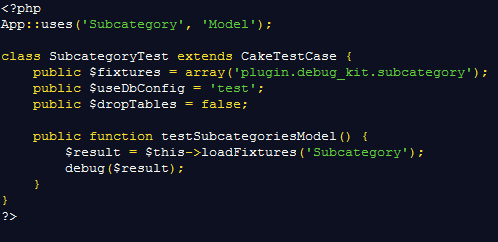 <?php
App::uses('Subcategory', 'Model');
class SubcategoryTest extends CakeTestCase {
    public $fixtures = array('plugin.debug_kit.subcategory');
    public $useDbConfig = 'test';
    public $dropTables = false;
    public function testSubcategoriesModel() {
        $result = $this->loadFixtures('Subcategory');
        debug($result);
    }
}
?>